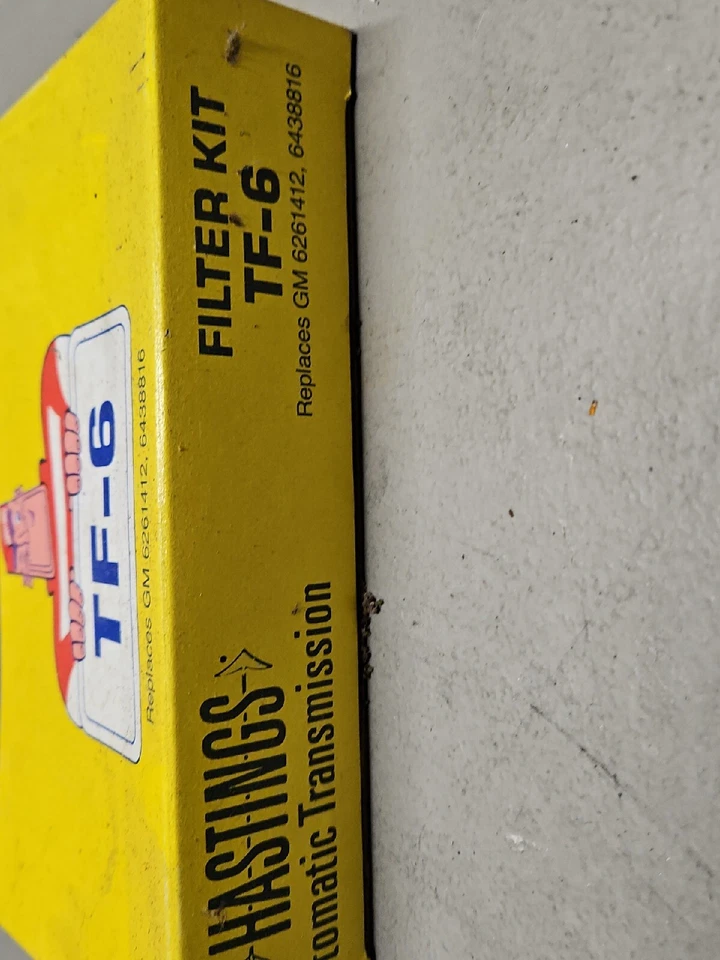 TF-6
Replaces GM 6261412, 6438816
HASTINGS
tomatic Transmission
FILTER KIT
TF-6
Replaces GM 6261412, 6438816